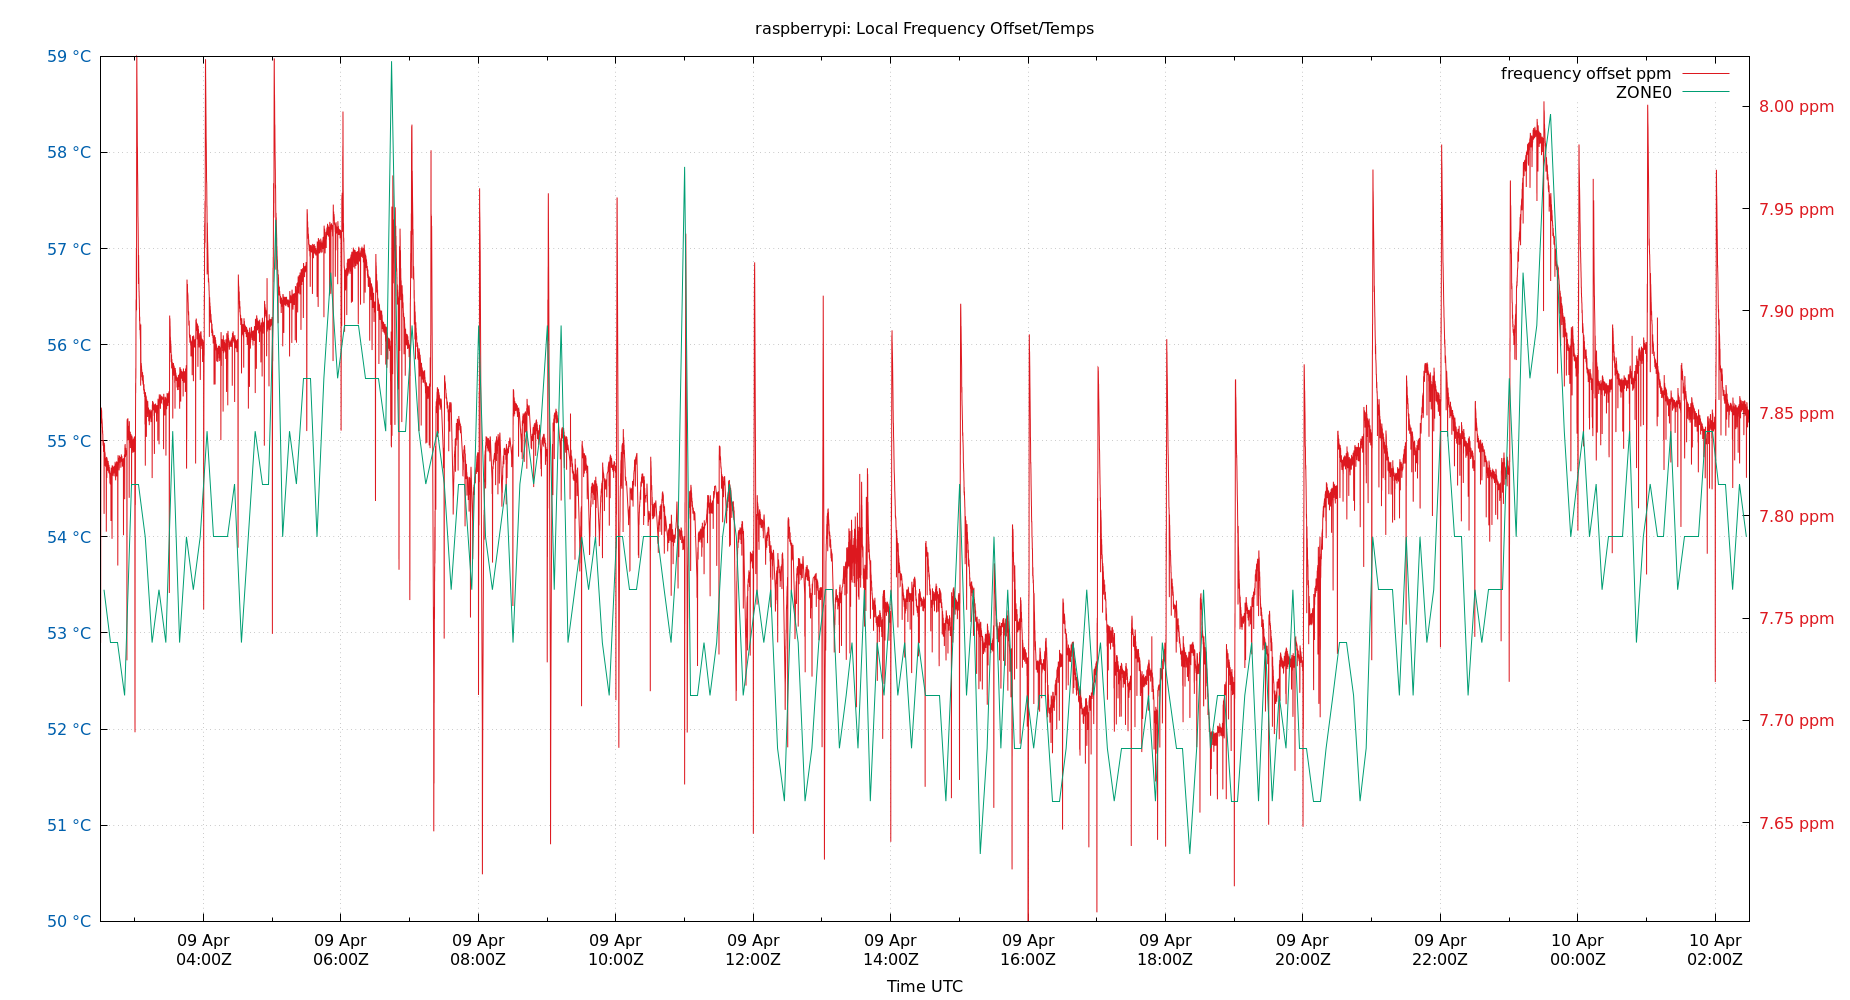 raspberrypi: Local Frequency Offset/Temps
frequency offset ppm
ZONE0
59 °C
58 °C
57 °C
56 °C
55 °C
54 °C
53 °C
52 °C
51 °C
50 °C
8.00 ppm
7.95 ppm
7.90 ppm
7.85 ppm
7.80 ppm
7.75 ppm
7.70 ppm
7.65 ppm
09 Apr 09 Apr 09 Apr 09 Apr 09 Apr 09 Apr 09 Apr 09 Apr 09 Apr 09 Apr 10 Apr 10 Apr
04:00Z 06:00Z 08:00Z 10:00Z 12:00Z 14:00Z 16:00Z 18:00Z 20:00Z 22:00Z 00:00Z 02:00Z
Time UTC